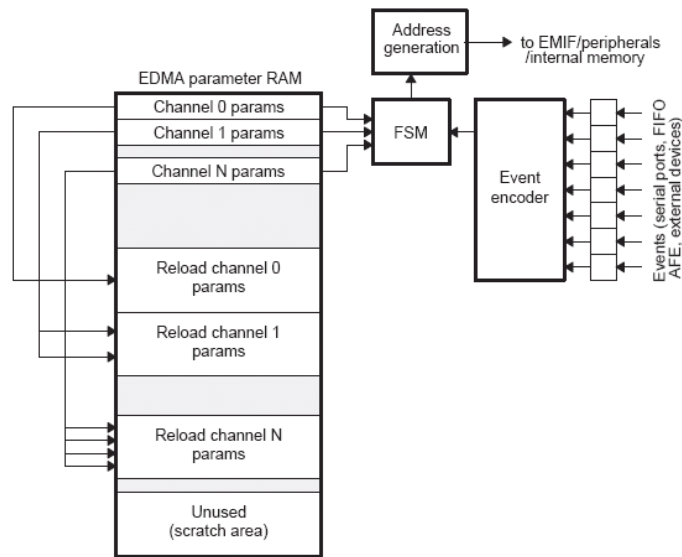 Address
generation
to EMIF/peripherals
/internal memory
EDMA parameter RAM
Channel 0 params
Channel 1 params
Channel N params
FSM
Event
encoder
Events (serial ports, FIFO
AFE, external devices)
Reload channel 0
params
Reload channel 1
params
Reload channel N
params
Unused
(scratch area)